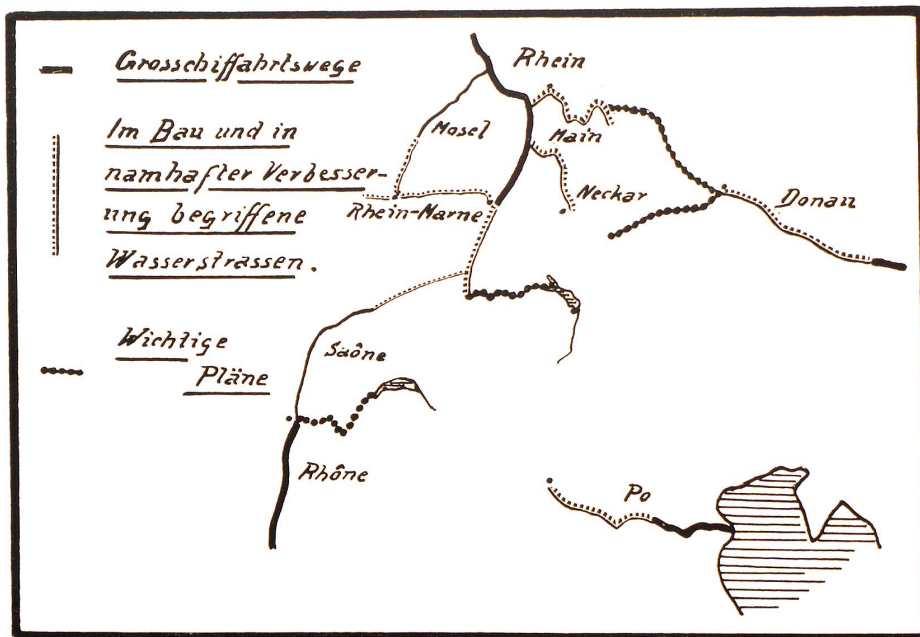 Grosschiffahrtswege
Im Bau und in
namhafter Verbesser-
ung begriffene
Wasserstrassen.
Wichtige
Pläne
Rhein
Mosel
Main
Neckar
Rhein-Marne
Donau
Saône
Rhône
Po